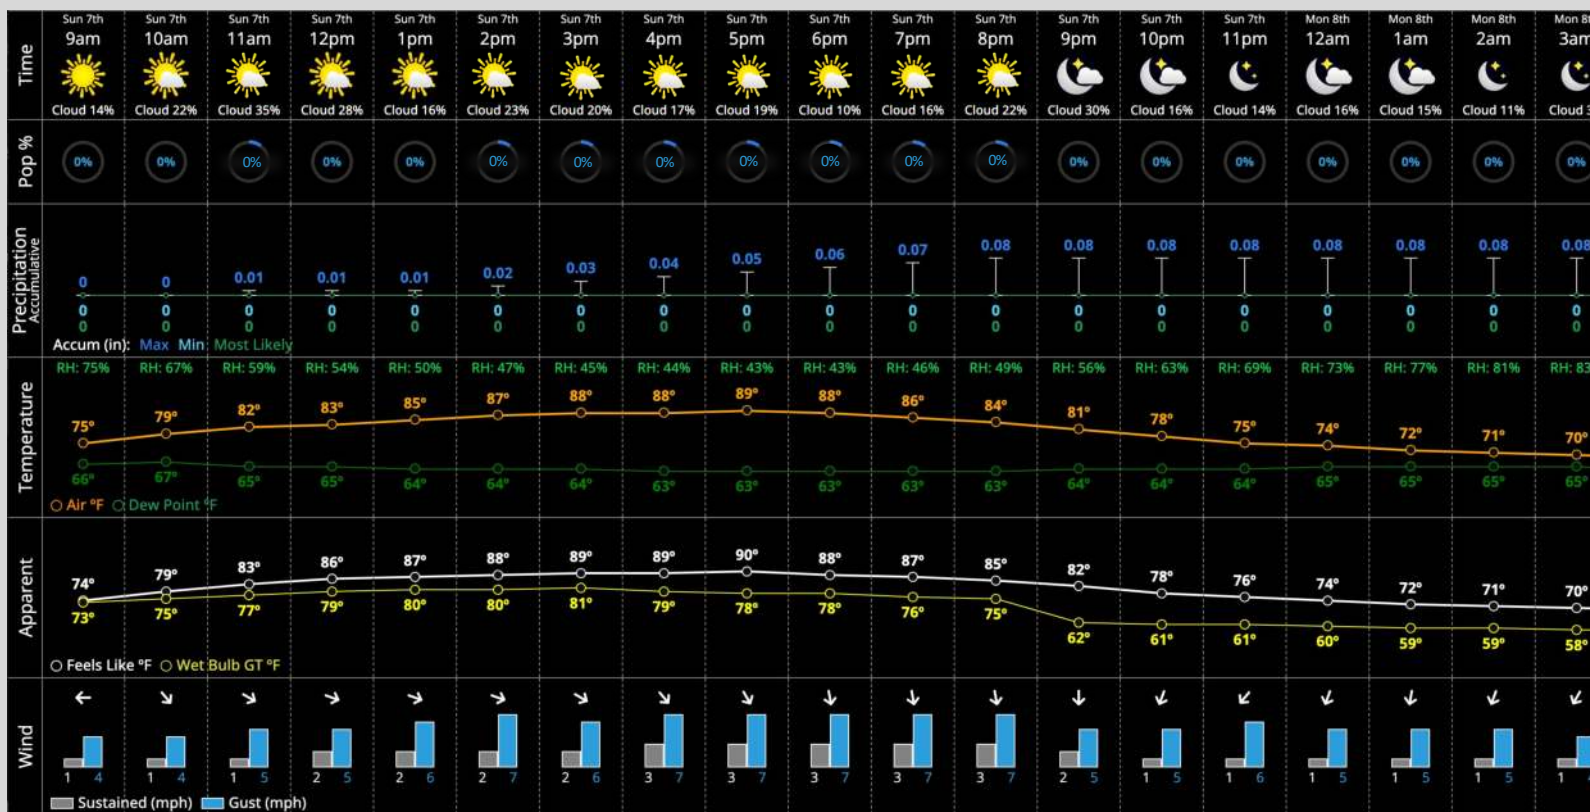 Sun 7th Sun 7th Sun 7th Sun 7th Sun 7th Sun 7th Sun 7th Sun 7th Sun 7th Sun 7th Sun 7th Sun 7th Sun 7th Sun 7th Sun 7th Mon 8th Mon 8th Mon 8th Mon 8th
Time 9am 10am 11am 12pm 1pm 2pm 3pm 4pm 5pm 6pm 7pm 8pm 9pm 10pm 11pm 12am 1am 2am 3am
Cloud 14% Cloud 22% Cloud 35% Cloud 28% Cloud 16% Cloud 23% Cloud 20% Cloud 17% Cloud 19% Cloud 10% Cloud 16% Cloud 22% Cloud 30% Cloud 16% Cloud 14% Cloud 16% Cloud 15% Cloud 11% Cloud
Pop % 0% 0% 0% 0% 0% 0% 0% 0% 0% 0% 0% 0% 0% 0% 0% 0% 0% 0% 0%
Precipitation
Accumulative
0 0 0.01 0.01 0.01 0.02 0.03 0.04 0.05 0.06 0.07 0.08 0.08 0.08 0.08 0.08 0.08 0.08 0.08
0 0 0 0 0 0 0 0 0 0 0 0 0 0 0 0 0 0 0
0 0 0 0 0 0 0 0 0 0 0 0 0 0 0 0 0 0 0
Accum (in): Max Min Most Likely
Temperature
RH: 75% RH: 67% RH: 59% RH: 54% RH: 50% RH: 47% RH: 45% RH: 44% RH: 43% RH: 43% RH: 46% RH: 49% RH: 56% RH: 63% RH: 69% RH: 73% RH: 77% RH: 81% RH: 83%
75° 79° 82° 83° 85° 87° 88° 88° 89° 88° 86° 84° 81° 78° 75° 74° 72° 71° 70°
66° 67° 65° 65° 64° 64° 64° 63° 63° 63° 63° 63° 64° 64° 64° 65° 65° 65° 65°
Air ºF Dew Point ºF
Apparent
74° 79° 83° 86° 87° 88° 89° 89° 90° 88° 87° 85° 82° 78° 76° 74° 72° 71° 70°
73° 75° 77° 79° 80° 80° 81° 79° 78° 78° 76° 75° 62° 61° 61° 60° 59° 59° 58°
Feels Like ºF Wet Bulb GT ºF
Wind
1 4 1 4 1 5 2 5 2 6 2 7 2 6 3 7 3 7 3 7 3 7 3 7 2 5 1 5 1 6 1 5 1 5 1 5 1
Sustained (mph) Gust (mph)